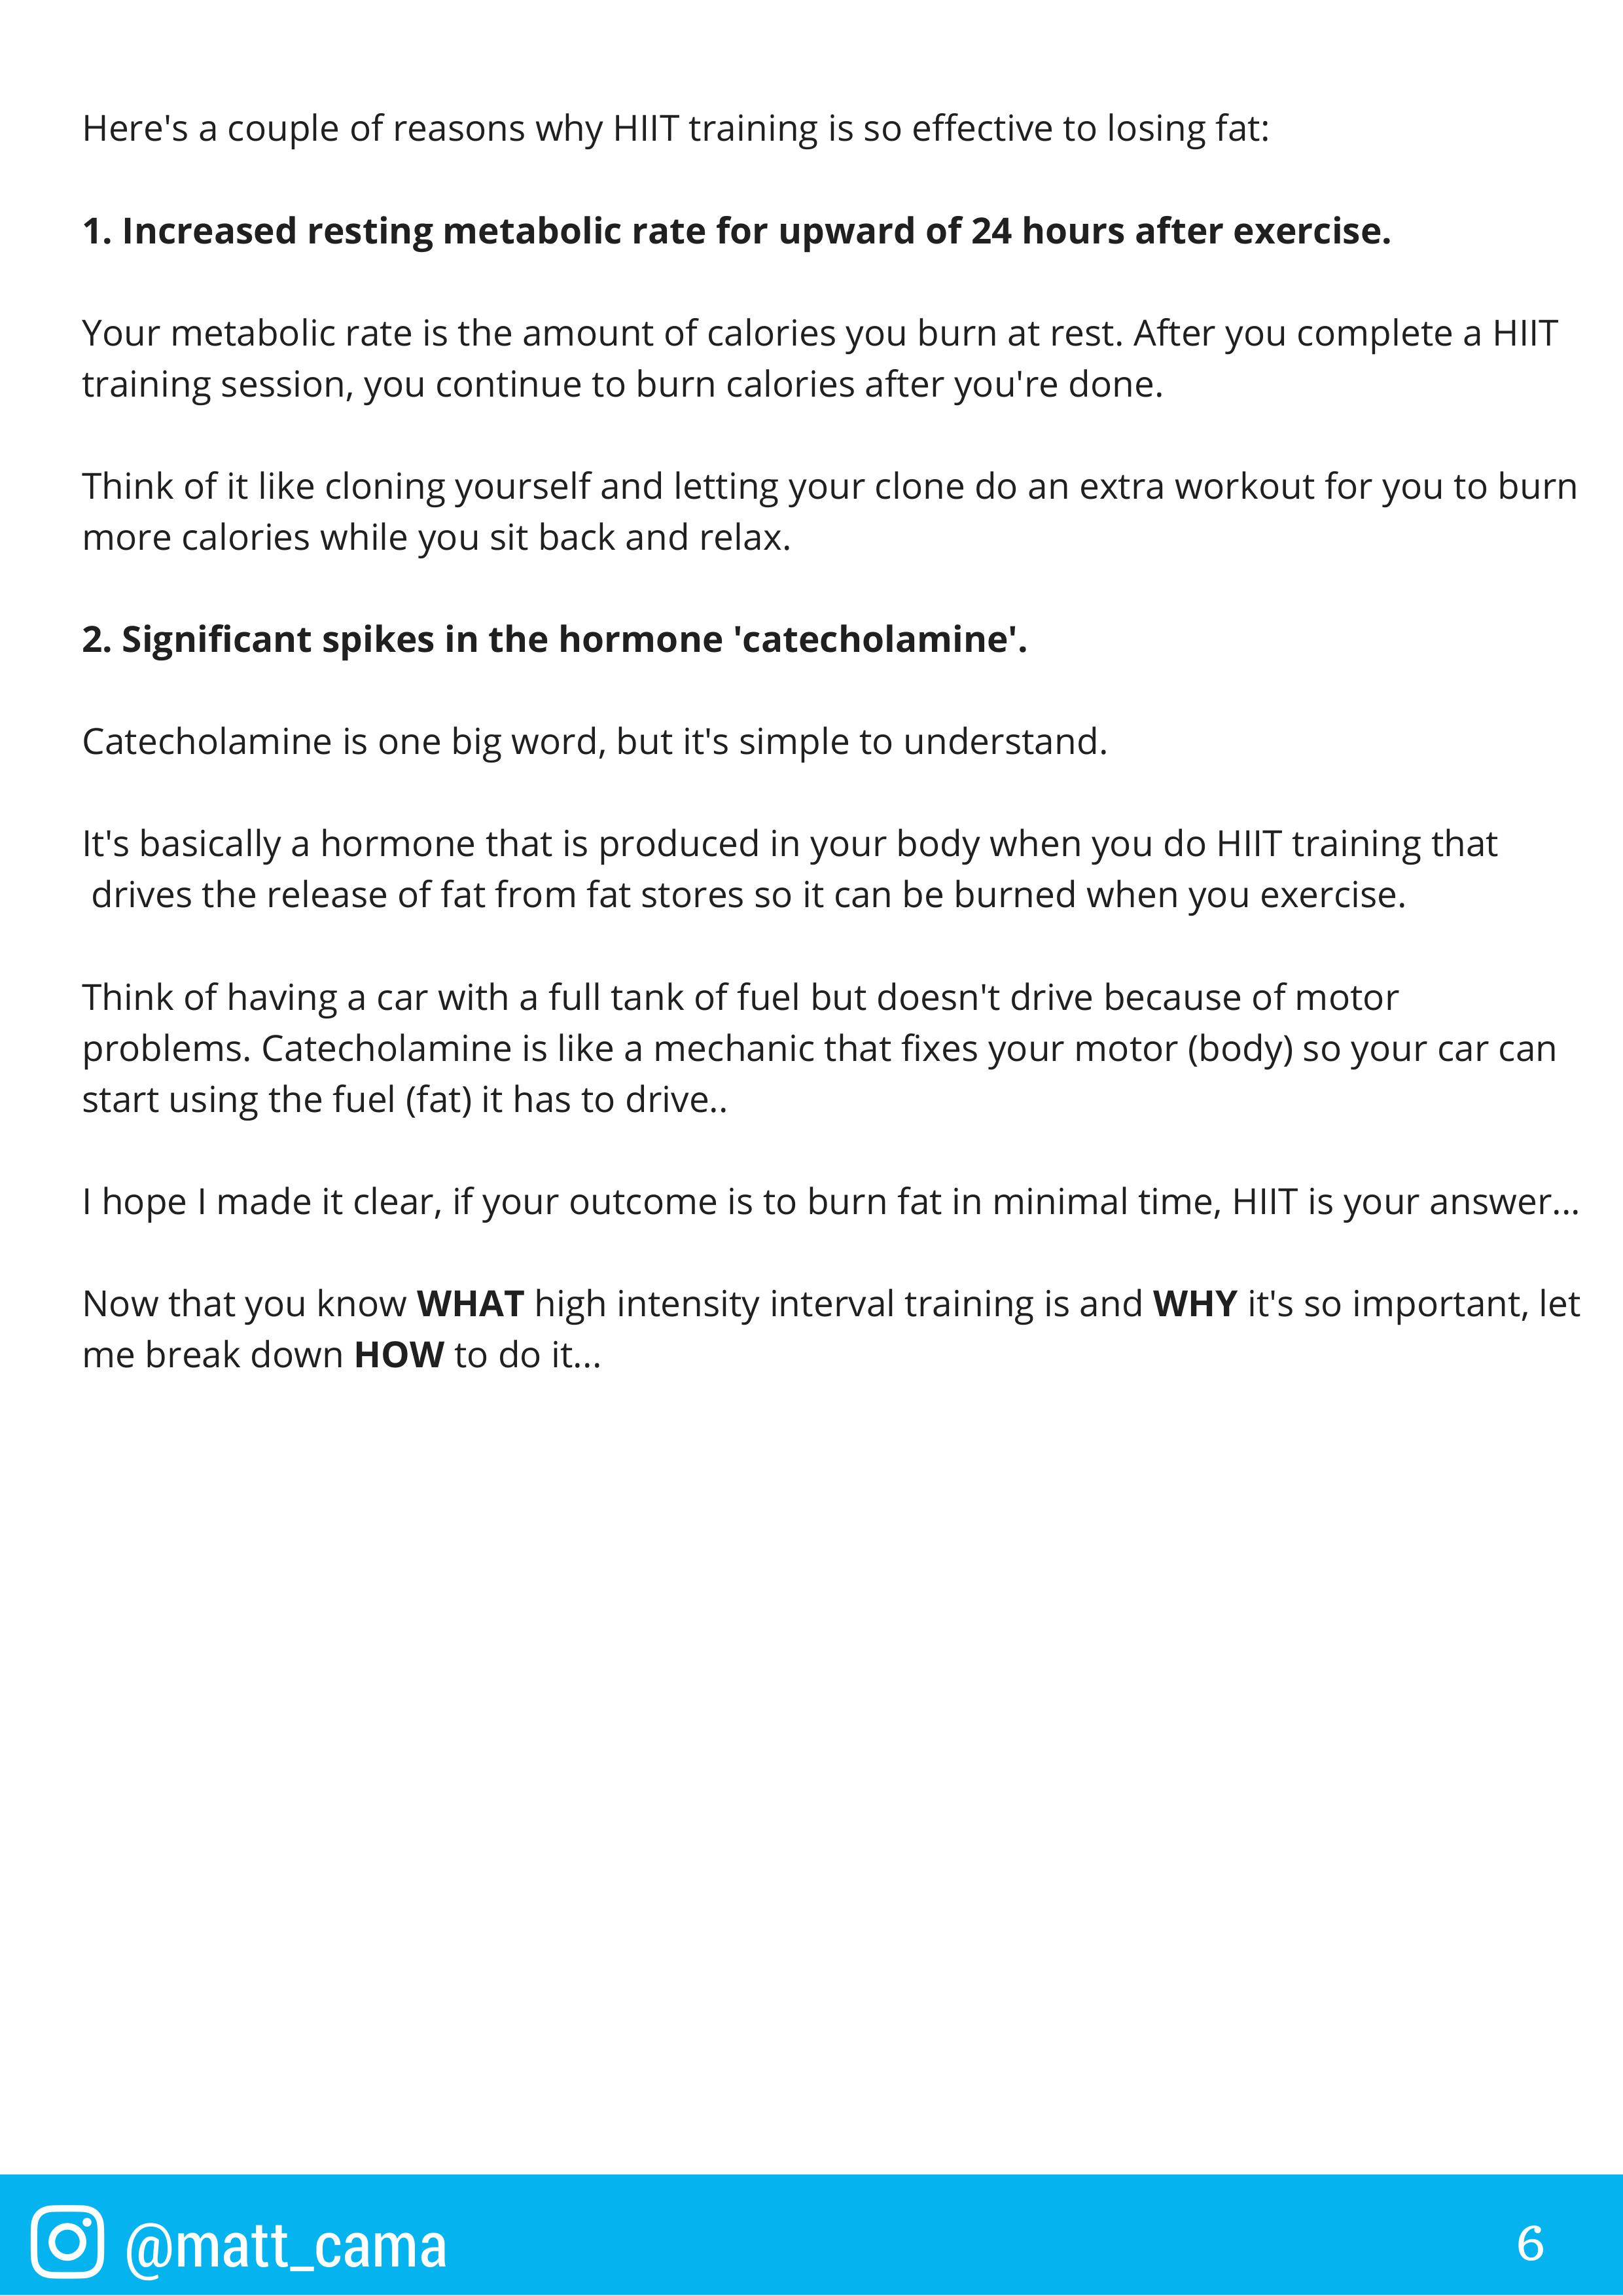 Here's a couple of reasons why HIIT training is so effective to losing fat:
1. Increased resting metabolic rate for upward of 24 hours after exercise.
Your metabolic rate is the amount of calories you burn at rest. After you complete a HIIT
training session, you continue to burn calories after you're done.
Think of it like cloning yourself and letting your clone do an extra workout for you to burn
more calories while you sit back and relax.
2. Significant spikes in the hormone 'catecholamine'.
Catecholamine is one big word, but it's simple to understand.
It's basically a hormone that is produced in your body when you do HIIT training that
drives the release of fat from fat stores so it can be burned when you exercise.
Think of having a car with a full tank of fuel but doesn't drive because of motor
problems. Catecholamine is like a mechanic that fixes your motor (body) so your car can
start using the fuel (fat) it has to drive..
I hope I made it clear, if your outcome is to burn fat in minimal time, HIIT is your answer...
Now that you know WHAT high intensity interval training is and WHY it's so important, let
me break down HOW to do it...
@matt_cama
6